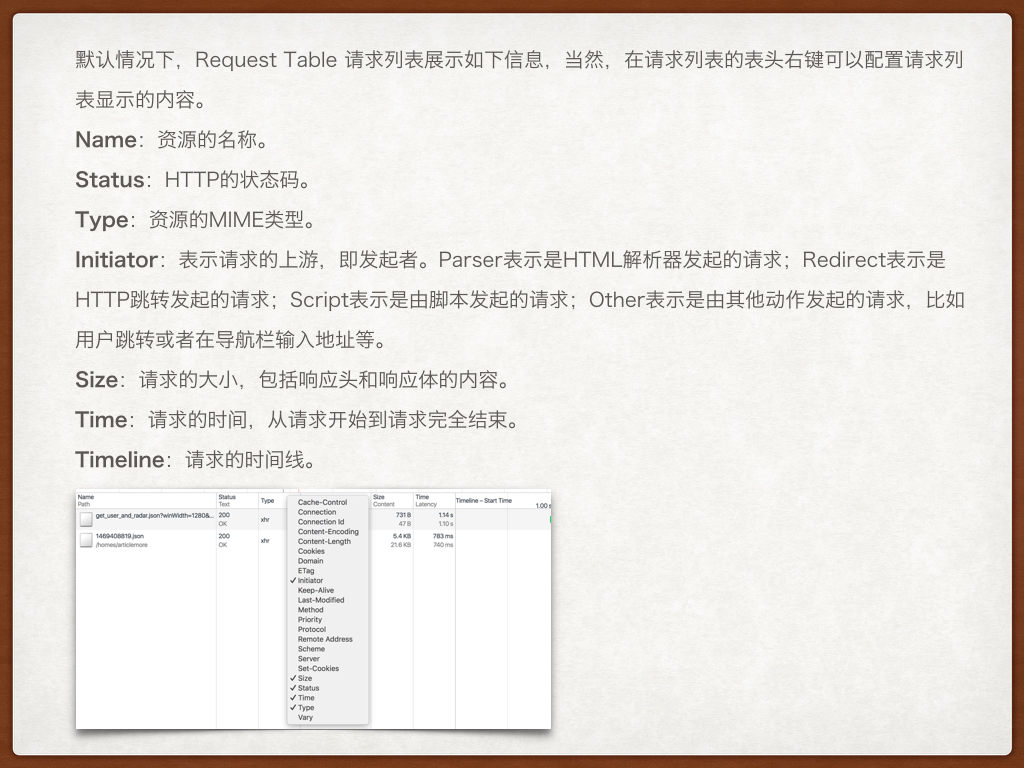 默认情况下，Request Table 请求列表展示如下信息，当然，在请求列表的表头右键可以配置请求列
表显示的内容。
Name：资源的名称。
Status：HTTP的状态码。
Type：资源的MIME类型。
Initiator：表示请求的上游，即发起者。Parser表示是HTML解析器发起的请求；Redirect表示是
HTTP跳转发起的请求；Script表示是由脚本发起的请求；Other表示是由其他动作发起的请求，比如
用户跳转或者在导航栏输入地址等。
Size：请求的大小，包括响应头和响应体的内容。
Time：请求的时间，从请求开始到请求完全结束。
Timeline：请求的时间线。
Name Status Type Size Time Timeline – Start Time
Path Text Content Latency 1.00 s
get_user_and_radar.json?winWidth=1280&... 200 xhr 731 B 1.14 s
OK 47 B 1.10 s
1469408819.json 200 xhr 5.4 KB 783 ms
/homes/articlemore OK 21.6 KB 740 ms
Cache-Control
Connection
Connection Id
Content-Encoding
Content-Length
Cookies
Domain
ETag
✓ Initiator
Keep-Alive
Last-Modified
Method
Priority
Protocol
Remote Address
Scheme
Server
Set-Cookies
✓ Size
✓ Status
✓ Time
✓ Type
Vary